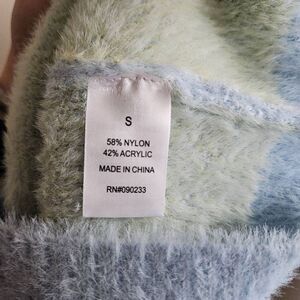 S
58% NYLON
42% ACRYLIC
MADE IN CHINA
RN#090233